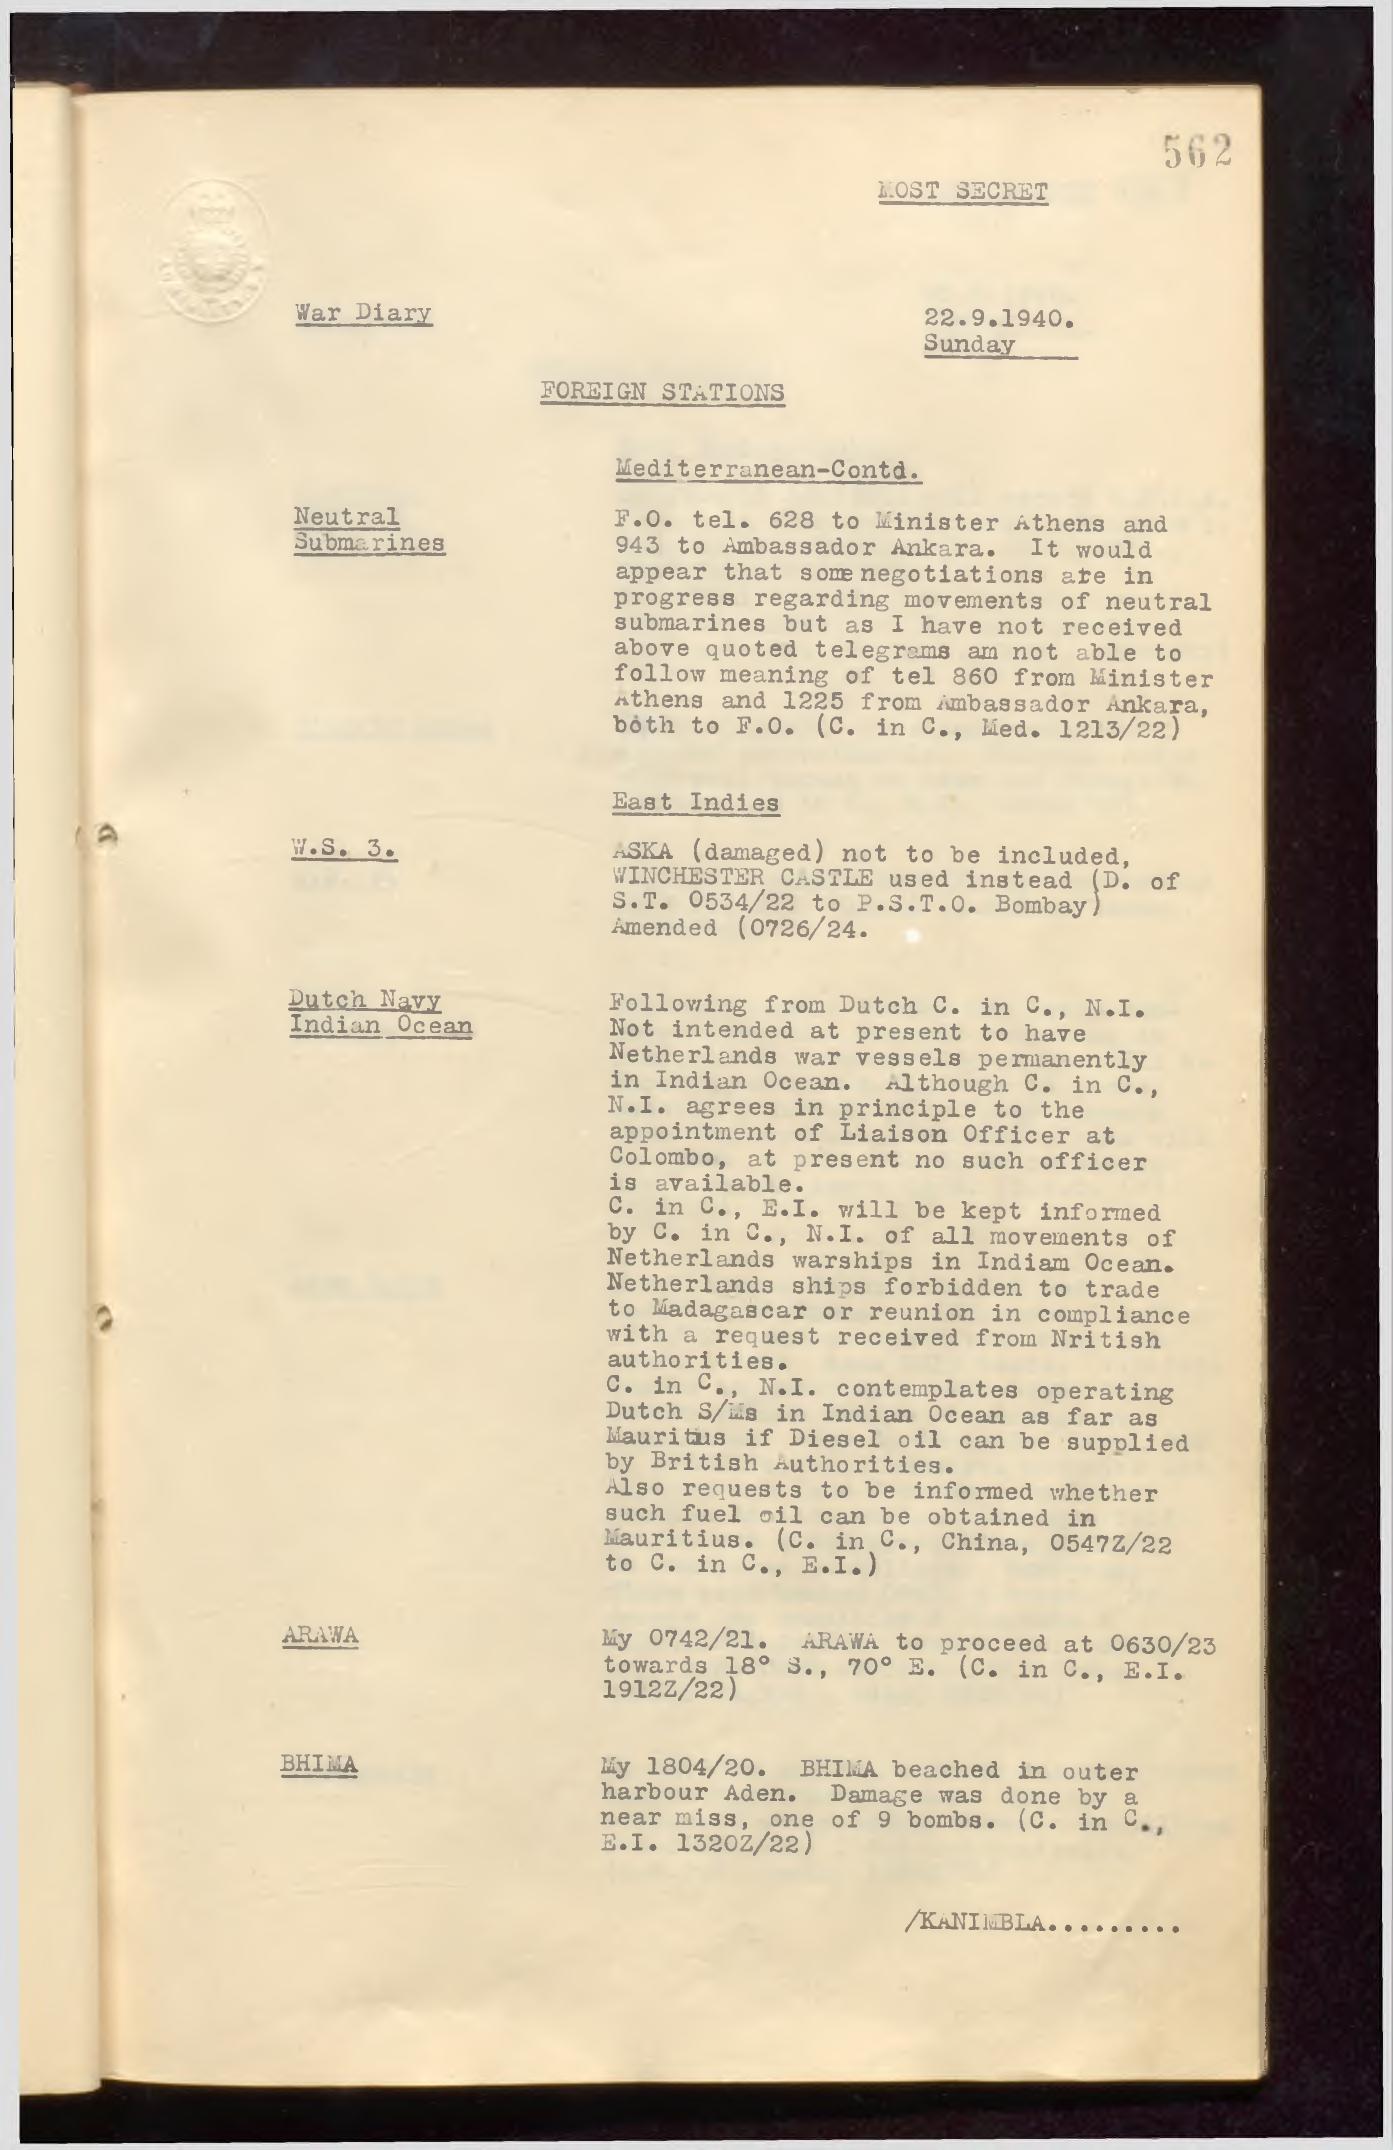 562
MOST SECRET
War Diary
22.9.1940.
Sunday
FOREIGN STATIONS
Mediterranean-Contd.
Neutral
Submarines
F.O. tel. 628 to Minister Athens and
943 to Ambassador Ankara. It would
appear that some negotiations are in
progress regarding movements of neutral
submarines but as I have not received
above quoted telegrams am not able to
follow meaning of tel 860 from Minister
Athens and 1225 from Ambassador Ankara,
both to F.O. (C. in C., Med. 1213/22)
East Indies
W.S. 3.
ASKA (damaged) not to be included,
WINCHESTER CASTLE used instead (D. of
S.T. 0534/22 to P.S.T.O. Bombay)
Amended (0726/24.
Dutch Navy
Indian Ocean
Following from Dutch C. in C., N.I.
Not intended at present to have
Netherlands war vessels permanently
in Indian Ocean. Although C. in C.,
N.I. agrees in principle to the
appointment of Liaison Officer at
Colombo, at present no such officer
is available.
C. in C., E.I. will be kept informed
by C. in C., N.I. of all movements of
Netherlands warships in Indiam Ocean.
Netherlands ships forbidden to trade
to Madagascar or reunion in compliance
with a request received from Nritish
authorities.
C. in C., N.I. contemplates operating
Dutch S/Ms in Indian Ocean as far as
Mauritius if Diesel oil can be supplied
by British Authorities.
Also requests to be informed whether
such fuel oil can be obtained in
Mauritius. (C. in C., China, 0547Z/22
to C. in C., E.I.)
ARAWA
My 0742/21. ARAWA to proceed at 0630/23
towards 18° S., 70° E. (C. in C., E.I.
1912Z/22)
BHIMA
My 1804/20. BHIMA beached in outer
harbour Aden. Damage was done by a
near miss, one of 9 bombs. (C. in C.,
E.I. 1320Z/22)
/KANIMBLA.........